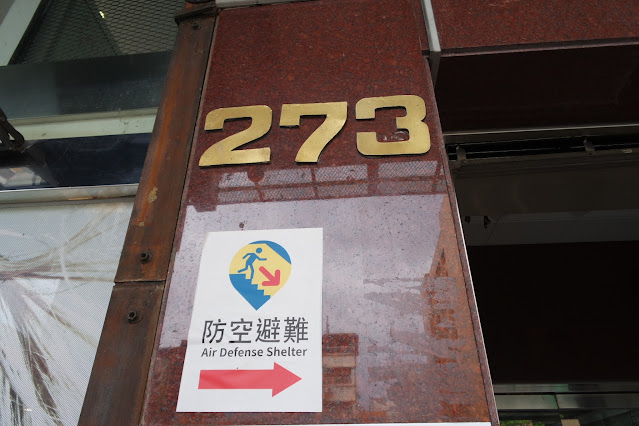 273
防空避難
Air Defense Shelter